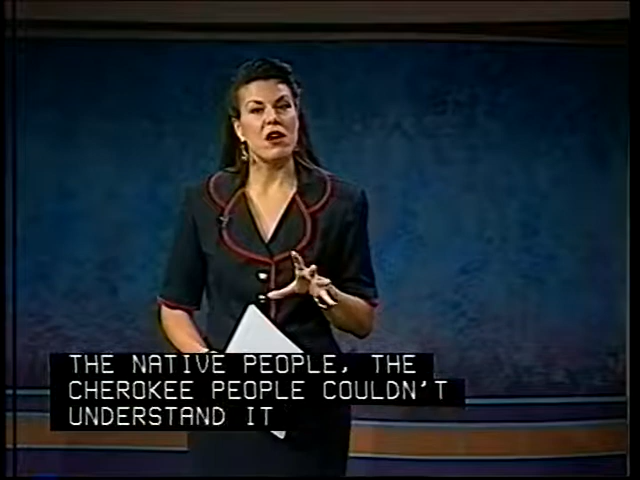 THE NATIVE PEOPLE, THE
CHEROKEE PEOPLE COULDN'T
UNDERSTAND IT